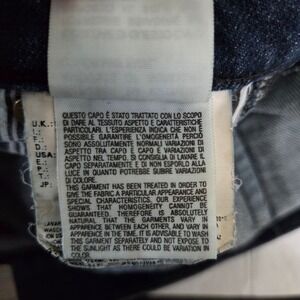 U.K.:
I.:
F.:
D.:
USA:
E.:
P.:
JP.:
QUESTO CAPO È STATO TRATTATO CON LO SCOPO
DI DARE AL TESSUTO ASPETTO E CARATTERISTICHE
PARTICOLARI. L'ESPERIENZA INDICA CHE NON È
POSSIBILE GARANTIRE L'OMOGENEITÀ PERCIÒ
SONO ASSOLUTAMENTE NORMALI VARIAZIONI DI
ASPETTO TRA CAPO E CAPO E VARIAZIONI DI
ASPETTO NEL TEMPO. SI CONSIGLIA DI LAVARE IL
CAPO SEPARATAMENTE E DI NON ESPORLO ALLA
LUCE IN QUANTO POTREBBE SUBIRE VARIAZIONI
DI COLORE.
THIS GARMENT HAS BEEN TREATED IN ORDER TO
GIVE THE FABRIC A PARTICULAR APPEARANCE AND
SPECIAL CHARACTERISTICS. OUR EXPERIENCE
SHOWS THAT HOMOGENEITY CANNOT BE
GUARANTEED. THEREFORE IS ABSOLUTELY
NATURAL THAT THE GARMENTS VARY IN
APPEARANCE BETWEEN EACH OTHER, AND VARY IN
APPEARANCE IN TIME. IT IS ADVISABLE TO WASH
THIS GARMENT SEPARATELY AND NOT EXPOSE TO
THE SUNLIGHT AS THERE COULD BE VARIATION IN
COLOR.